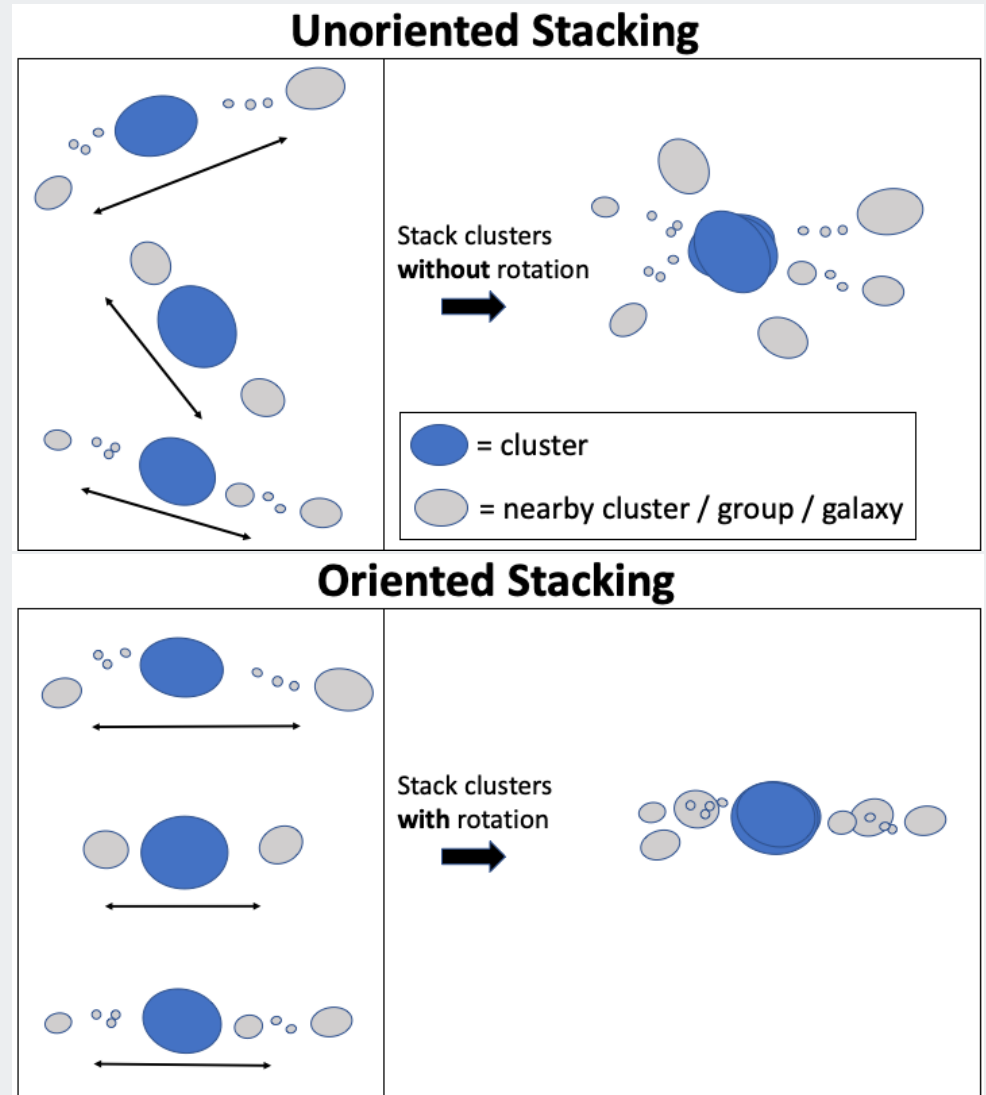 Unoriented Stacking
Stack clusters
without rotation
= cluster
= nearby cluster / group / galaxy
Oriented Stacking
Stack clusters
with rotation